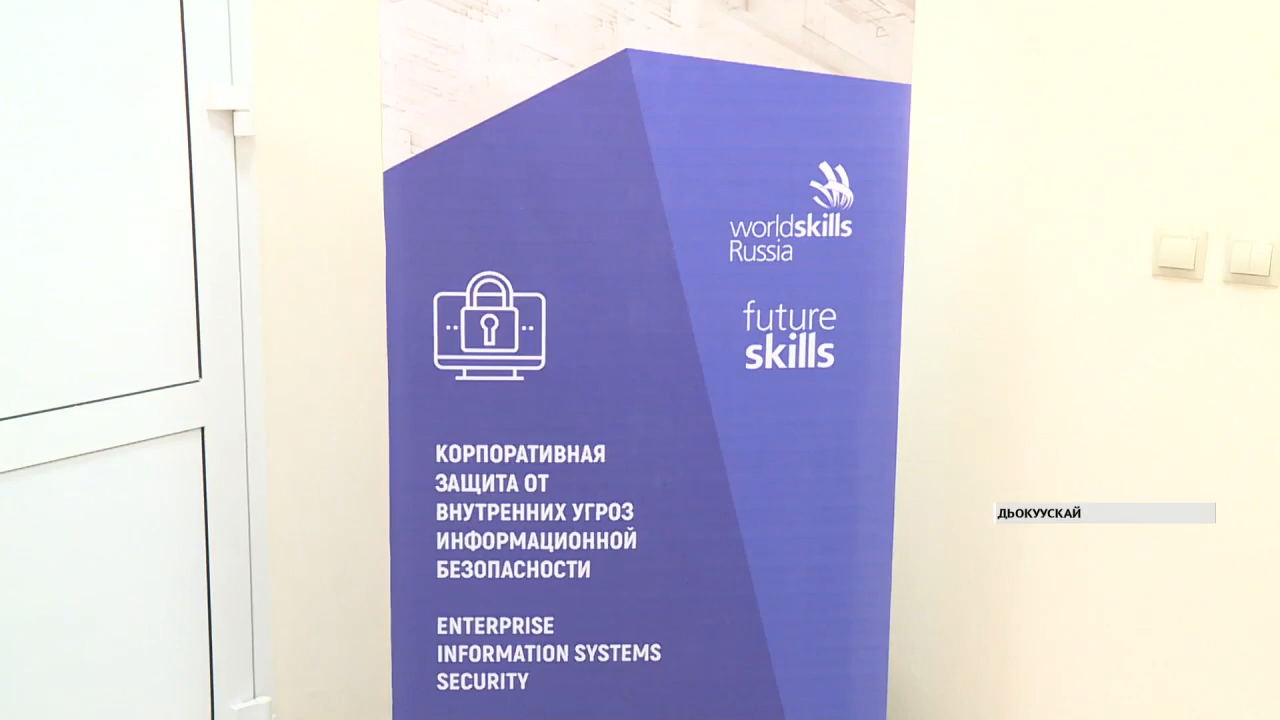 worldskills
Russia
future
skills
КОРПОРАТИВНАЯ
ЗАЩИТА ОТ
ВНУТРЕННИХ УГРОЗ
ИНФОРМАЦИОННОЙ
БЕЗОПАСНОСТИ
ENTERPRISE
INFORMATION SYSTEMS
SECURITY
ДЬОКУУСКАЙ